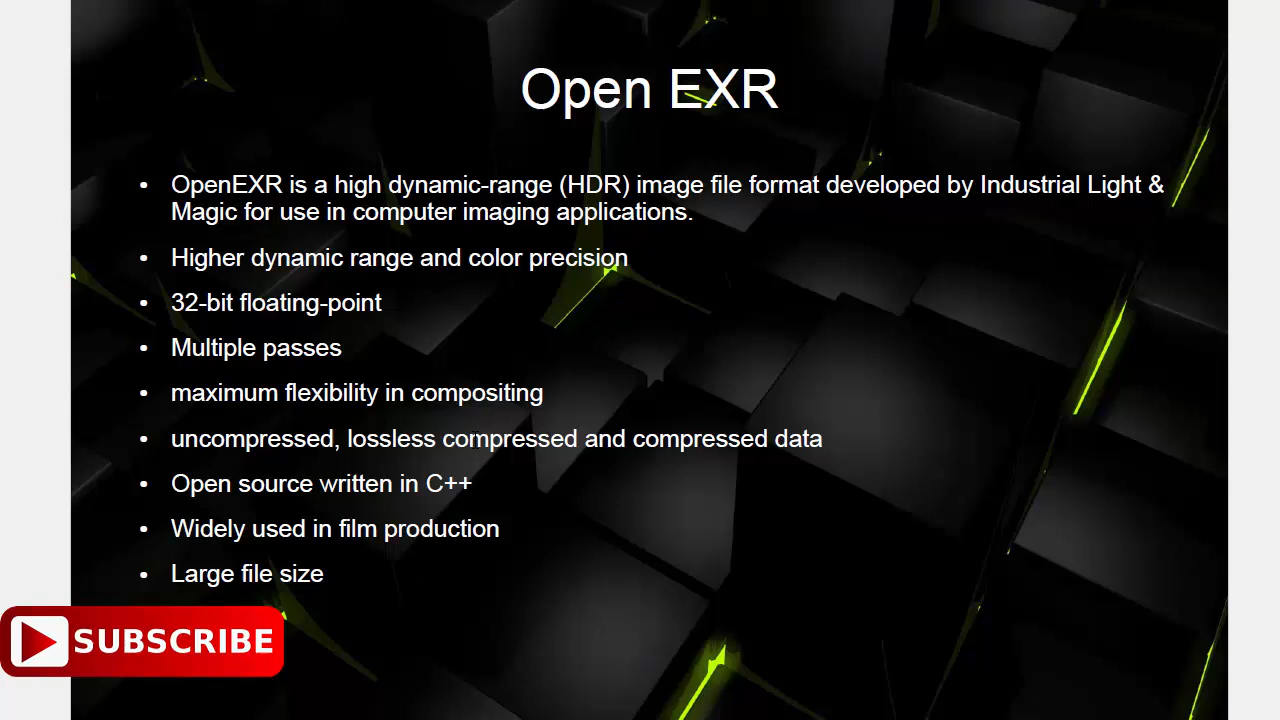 Open EXR
• OpenEXR is a high dynamic-range (HDR) image file format developed by Industrial Light &
Magic for use in computer imaging applications.
• Higher dynamic range and color precision
• 32-bit floating-point
• Multiple passes
• maximum flexibility in compositing
• uncompressed, lossless compressed and compressed data
• Open source written in C++
• Widely used in film production
• Large file size
SUBSCRIBE